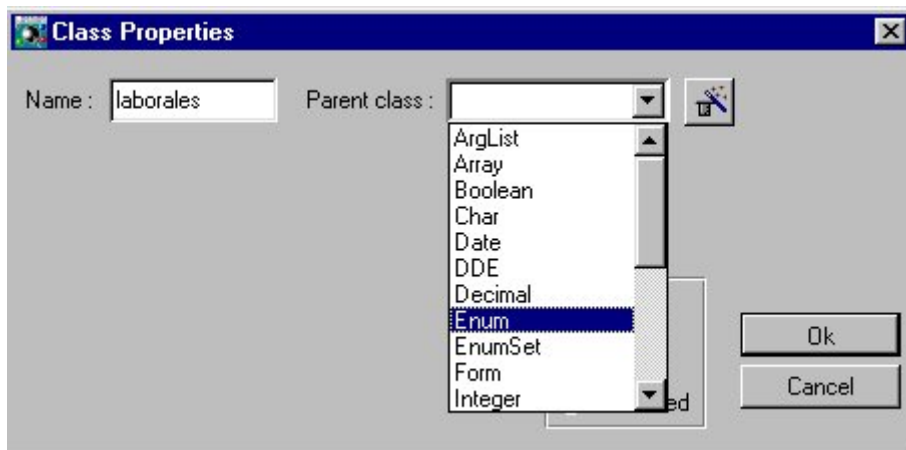 Class Properties
Name : laborales Parent class :
ArgList
Array
Boolean
Char
Date
DDE
Decimal
Enum
EnumSet
Form
Integer
ed
Ok
Cancel